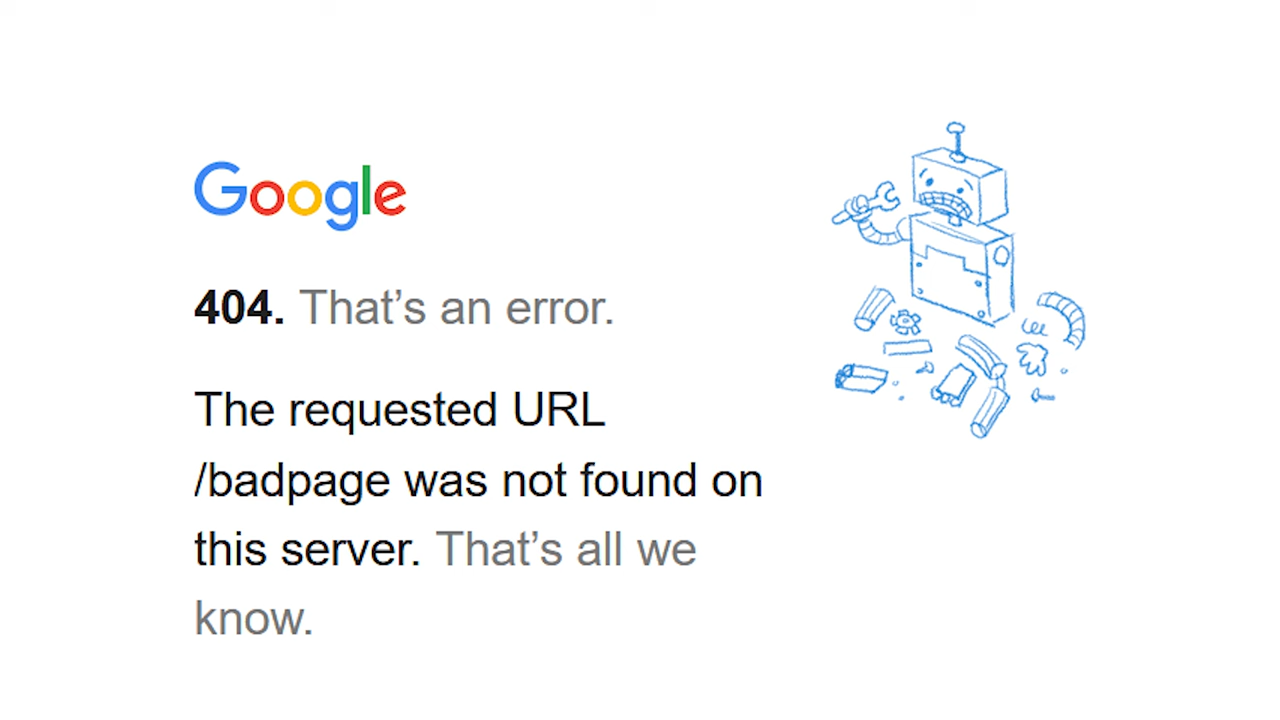 Google
404. That’s an error.
The requested URL
/badpage was not found on
this server. That’s all we
know.